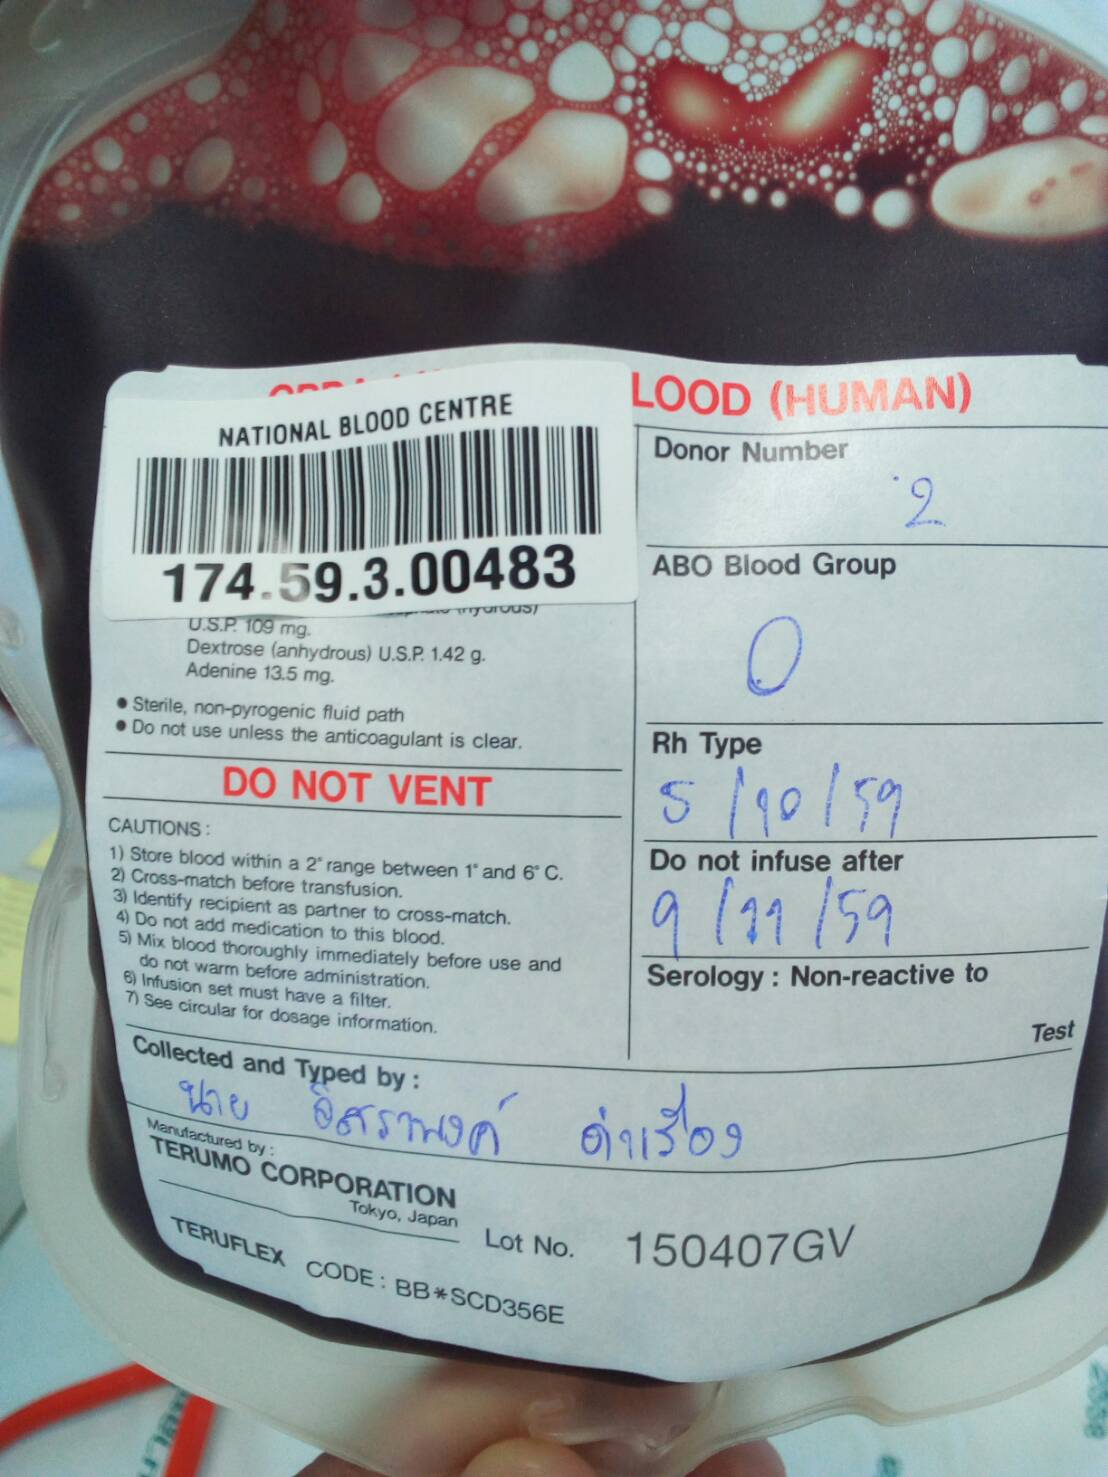 LOOD (HUMAN)
NATIONAL BLOOD CENTRE
174.59.3.00483
U.S.P. 109 mg.
Dextrose (anhydrous) U.S.P. 1.42 g.
Adenine 13.5 mg.
• Sterile, non-pyrogenic fluid path
• Do not use unless the anticoagulant is clear.
DO NOT VENT
CAUTIONS :
1) Store blood within a 2° range between 1° and 6° C.
2) Cross-match before transfusion.
3) Identify recipient as partner to cross-match.
4) Do not add medication to this blood.
5) Mix blood thoroughly immediately before use and
do not warm before administration.
6) Infusion set must have a filter.
7) See circular for dosage information.
Donor Number
2
ABO Blood Group
O
Rh Type
5/10/59
Do not infuse after
9/11/59
Serology : Non-reactive to
Test
Collected and Typed by :
นาย อิศราพงค์
Manufactured by :
TERUMO CORPORATION
Tokyo, Japan
Lot No. 150407GV
TERUFLEX CODE : BB*SCD356E